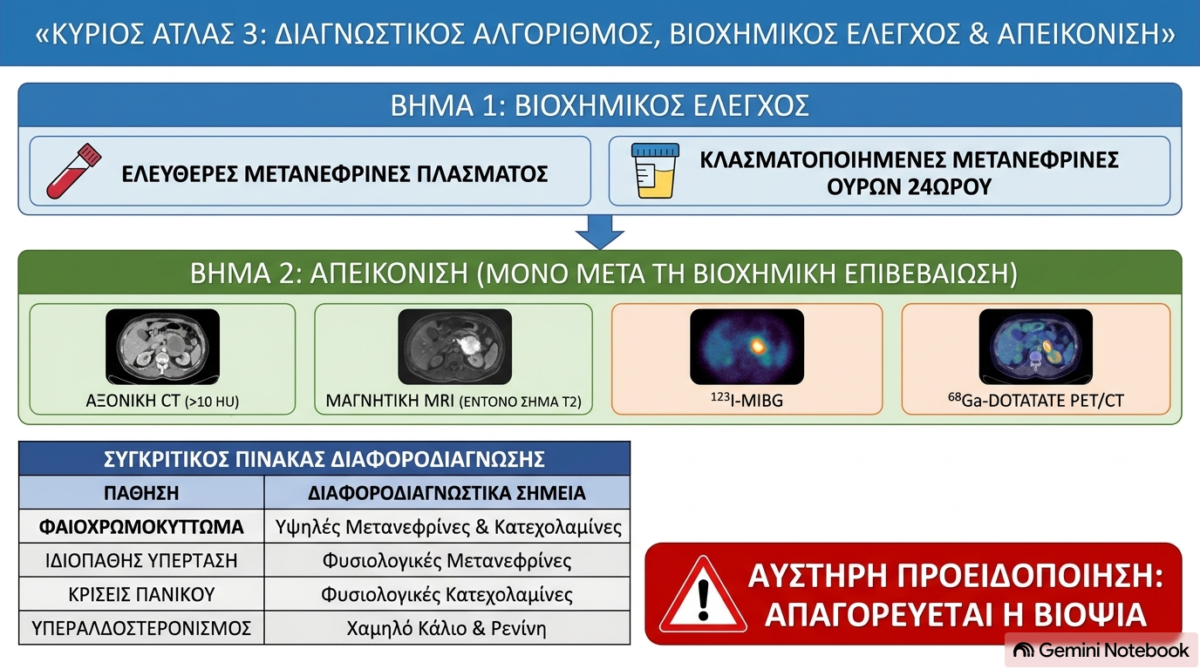 «ΚΥΡΙΟΣ ΑΤΛΑΣ 3: ΔΙΑΓΝΩΣΤΙΚΟΣ ΑΛΓΟΡΙΘΜΟΣ, ΒΙΟΧΗΜΙΚΟΣ ΕΛΕΓΧΟΣ & ΑΠΕΙΚΟΝΙΣΗ»
ΒΗΜΑ 1: ΒΙΟΧΗΜΙΚΟΣ ΕΛΕΓΧΟΣ
ΕΛΕΥΘΕΡΕΣ ΜΕΤΑΝΕΦΡΙΝΕΣ ΠΛΑΣΜΑΤΟΣ
ΚΛΑΣΜΑΤΟΠΟΙΗΜΕΝΕΣ ΜΕΤΑΝΕΦΡΙΝΕΣ
ΟΥΡΩΝ 24ΩΡΟΥ
ΒΗΜΑ 2: ΑΠΕΙΚΟΝΙΣΗ (ΜΟΝΟ ΜΕΤΑ ΤΗ ΒΙΟΧΗΜΙΚΗ ΕΠΙΒΕΒΑΙΩΣΗ)
ΑΞΟΝΙΚΗ CT (>10 HU)
ΜΑΓΝΗΤΙΚΗ MRI (ΕΝΤΟΝΟ ΣΗΜΑ T2)
¹²³I-MIBG
⁶⁸Ga-DOTATATE PET/CT
ΣΥΓΚΡΙΤΙΚΟΣ ΠΙΝΑΚΑΣ ΔΙΑΦΟΡΟΔΙΑΓΝΩΣΗΣ
ΠΑΘΗΣΗ
ΔΙΑΦΟΡΟΔΙΑΓΝΩΣΤΙΚΑ ΣΗΜΕΙΑ
ΦΑΙΟΧΡΩΜΟΚΥΤΤΩΜΑ
Υψηλές Μετανεφρίνες & Κατεχολαμίνες
ΙΔΙΟΠΑΘΗΣ ΥΠΕΡΤΑΣΗ
Φυσιολογικές Μετανεφρίνες
ΚΡΙΣΕΙΣ ΠΑΝΙΚΟΥ
Φυσιολογικές Κατεχολαμίνες
ΥΠΕΡΑΛΔΟΣΤΕΡΟΝΙΣΜΟΣ
Χαμηλό Κάλιο & Ρενίνη
ΑΥΣΤΗΡΗ ΠΡΟΕΙΔΟΠΟΙΗΣΗ:
ΑΠΑΓΟΡΕΥΕΤΑΙ Η ΒΙΟΨΙΑ
Gemini Notebook